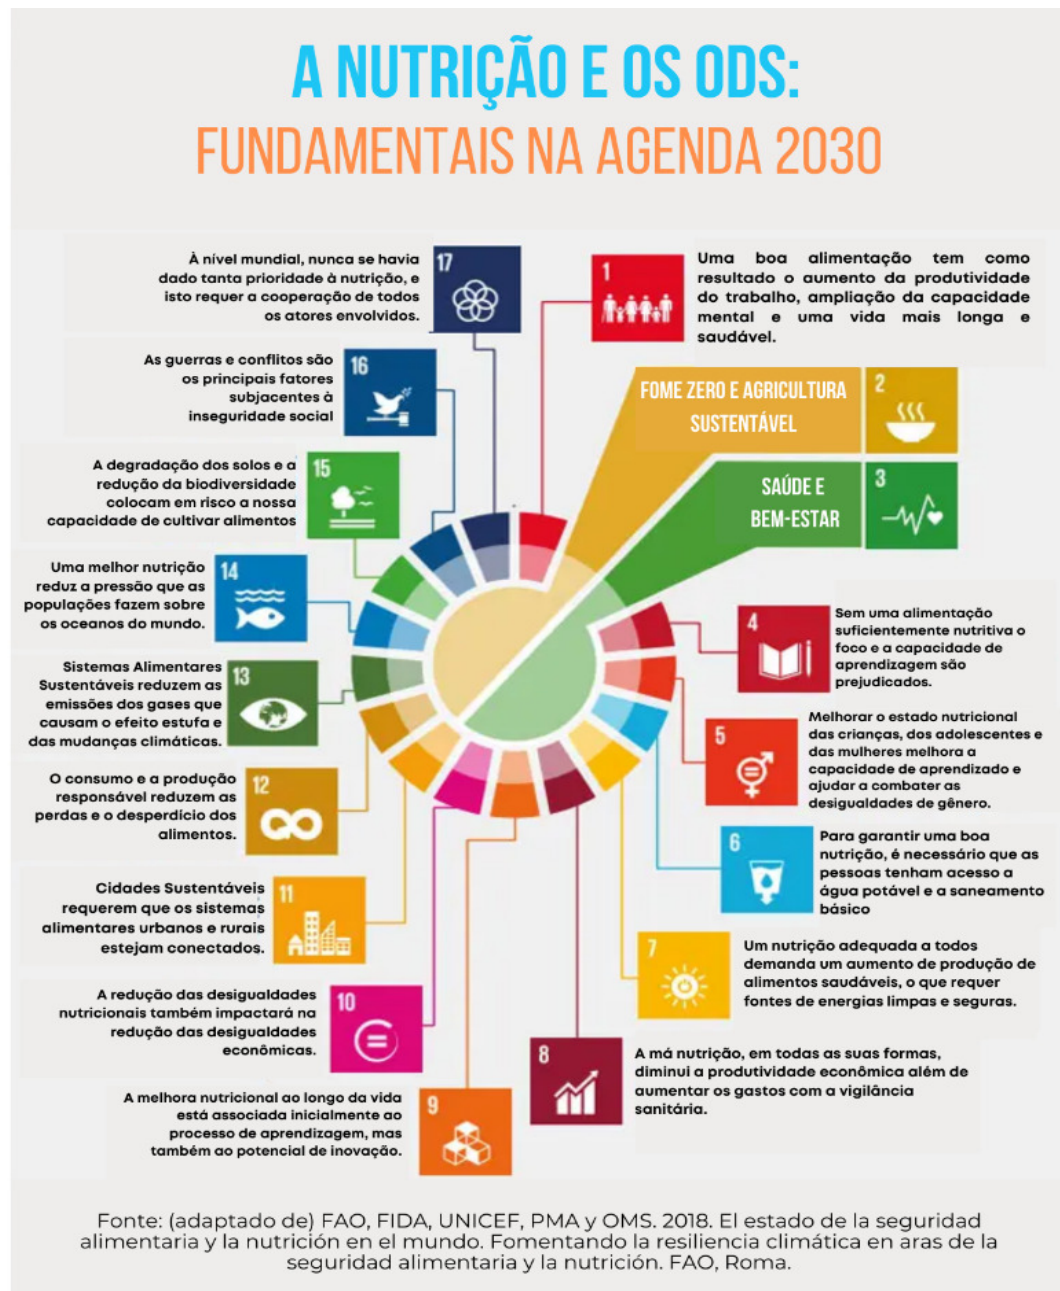 A NUTRIÇÃO E OS ODS:
FUNDAMENTAIS NA AGENDA 2030
1
Uma boa alimentação tem como
resultado o aumento da produtividade
do trabalho, ampliação da capacidade
mental e uma vida mais longa e
saudável.
FOME ZERO E AGRICULTURA
SUSTENTÁVEL
2
SAÚDE E
BEM-ESTAR
3
4
Sem uma alimentação
suficientemente nutritiva o
foco e a capacidade de
aprendizagem são
prejudicados.
5
Melhorar o estado nutricional
das crianças, dos adolescentes e
das mulheres melhora a
capacidade de aprendizado e
ajudar a combater as
desigualdades de gênero.
6
Para garantir uma boa
nutrição, é necessário que as
pessoas tenham acesso a
água potável e a saneamento
básico
7
Um nutrição adequada a todos
demanda um aumento de produção de
alimentos saudáveis, o que requer
fontes de energias limpas e seguras.
8
A má nutrição, em todas as suas formas,
diminui a produtividade econômica além de
aumentar os gastos com a vigilância
sanitária.
9
A melhora nutricional ao longo da vida
está associada inicialmente ao
processo de aprendizagem, mas
também ao potencial de inovação.
10
A redução das desigualdades
nutricionais também impactará na
redução das desigualdades
econômicas.
11
Cidades Sustentáveis
requerem que os sistemas
alimentares urbanos e rurais
estejam conectados.
12
O consumo e a produção
responsável reduzem as
perdas e o desperdício dos
alimentos.
13
Sistemas Alimentares
Sustentáveis reduzem as
emissões dos gases que
causam o efeito estufa e
das mudanças climáticas.
14
Uma melhor nutrição
reduz a pressão que as
populações fazem sobre
os oceanos do mundo.
15
A degradação dos solos e a
redução da biodiversidade
colocam em risco a nossa
capacidade de cultivar alimentos
16
As guerras e conflitos são
os principais fatores
subjacentes à
inseguridade social
17
À nível mundial, nunca se havia
dado tanta prioridade à nutrição, e
isto requer a cooperação de todos
os atores envolvidos.
Fonte: (adaptado de) FAO, FIDA, UNICEF, PMA y OMS. 2018. El estado de la seguridad
alimentaria y la nutrición en el mundo. Fomentando la resiliencia climática en aras de la
seguridad alimentaria y la nutrición. FAO, Roma.